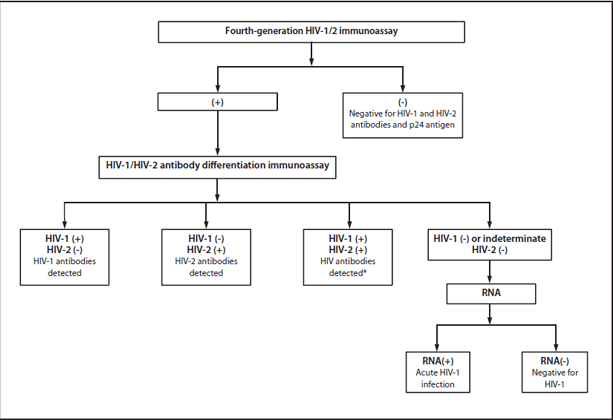 Fourth-generation HIV-1/2 immunoassay
(+)
(-)
Negative for HIV-1 and HIV-2
antibodies and p24 antigen
HIV-1/HIV-2 antibody differentiation immunoassay
HIV-1 (+)
HIV-2 (-)
HIV-1 antibodies
detected
HIV-1 (-)
HIV-2 (+)
HIV-2 antibodies
detected
HIV-1 (+)
HIV-2 (+)
HIV antibodies
detected*
HIV-1 (-) or indeterminate
HIV-2 (-)
RNA
RNA(+)
Acute HIV-1
infection
RNA(-)
Negative for
HIV-1